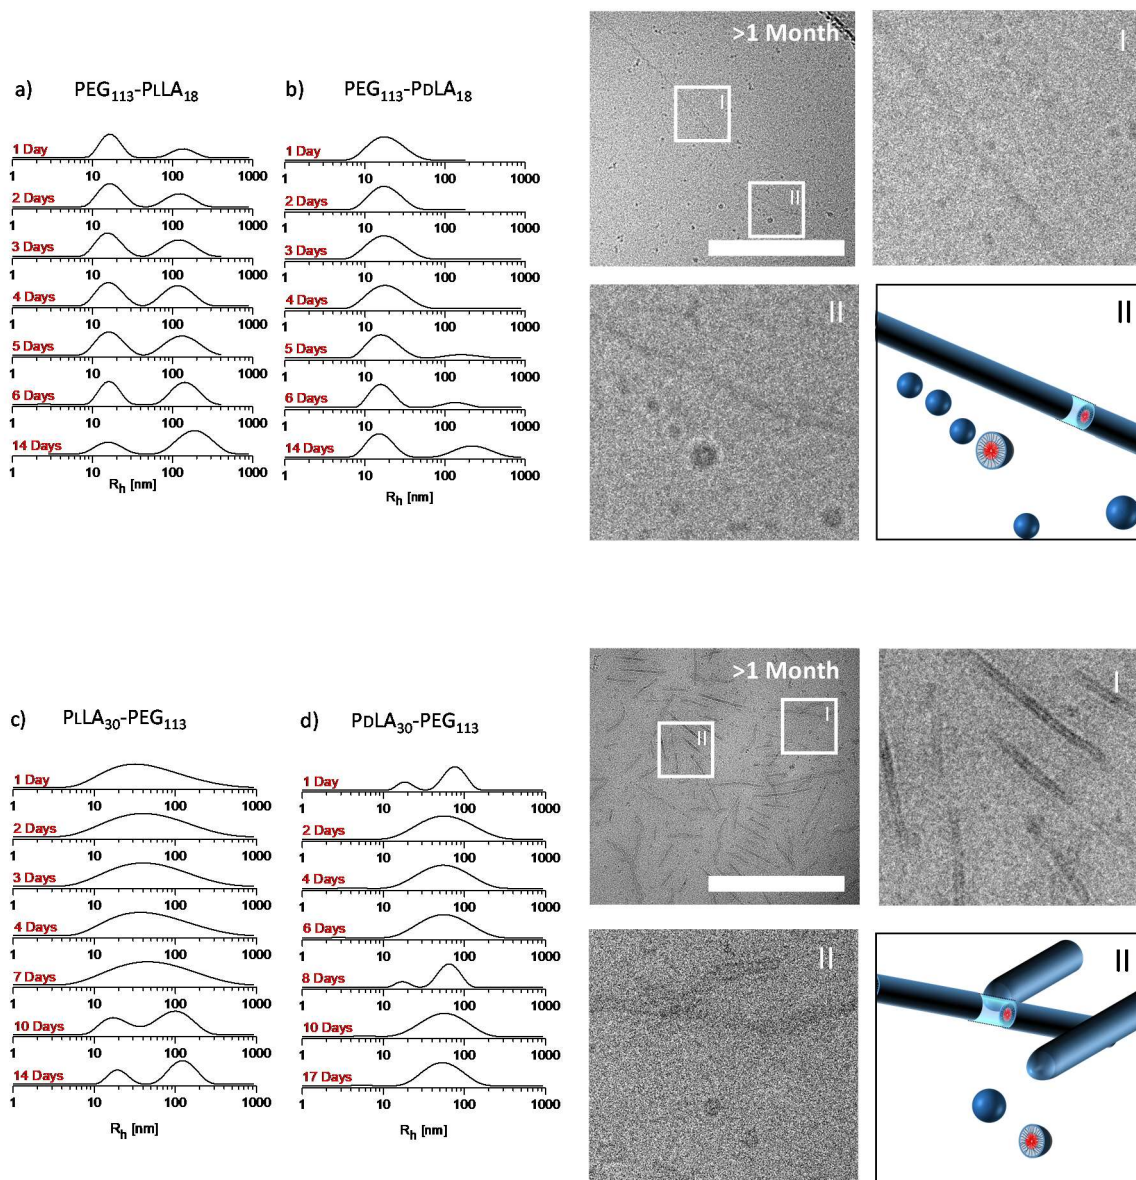 a) PEG113-PLLA18
1 Day
1 10 100 1000
2 Days
1 10 100 1000
3 Days
1 10 100 1000
4 Days
1 10 100 1000
5 Days
1 10 100 1000
6 Days
1 10 100 1000
14 Days
1 10 100 1000
Rh [nm]
b) PEG113-PDLA18
1 Day
1 10 100 1000
2 Days
1 10 100 1000
3 Days
1 10 100 1000
4 Days
1 10 100 1000
5 Days
1 10 100 1000
6 Days
1 10 100 1000
14 Days
1 10 100 1000
Rh [nm]
>1 Month
I
II
I
II
II
c) PLLA30-PEG113
1 Day
1 10 100 1000
2 Days
1 10 100 1000
3 Days
1 10 100 1000
4 Days
1 10 100 1000
7 Days
1 10 100 1000
10 Days
1 10 100 1000
14 Days
1 10 100 1000
Rh [nm]
d) PDLA30-PEG113
1 Day
1 10 100 1000
2 Days
1 10 100 1000
4 Days
1 10 100 1000
6 Days
1 10 100 1000
8 Days
1 10 100 1000
10 Days
1 10 100 1000
17 Days
1 10 100 1000
Rh [nm]
>1 Month
I
II
I
II
II